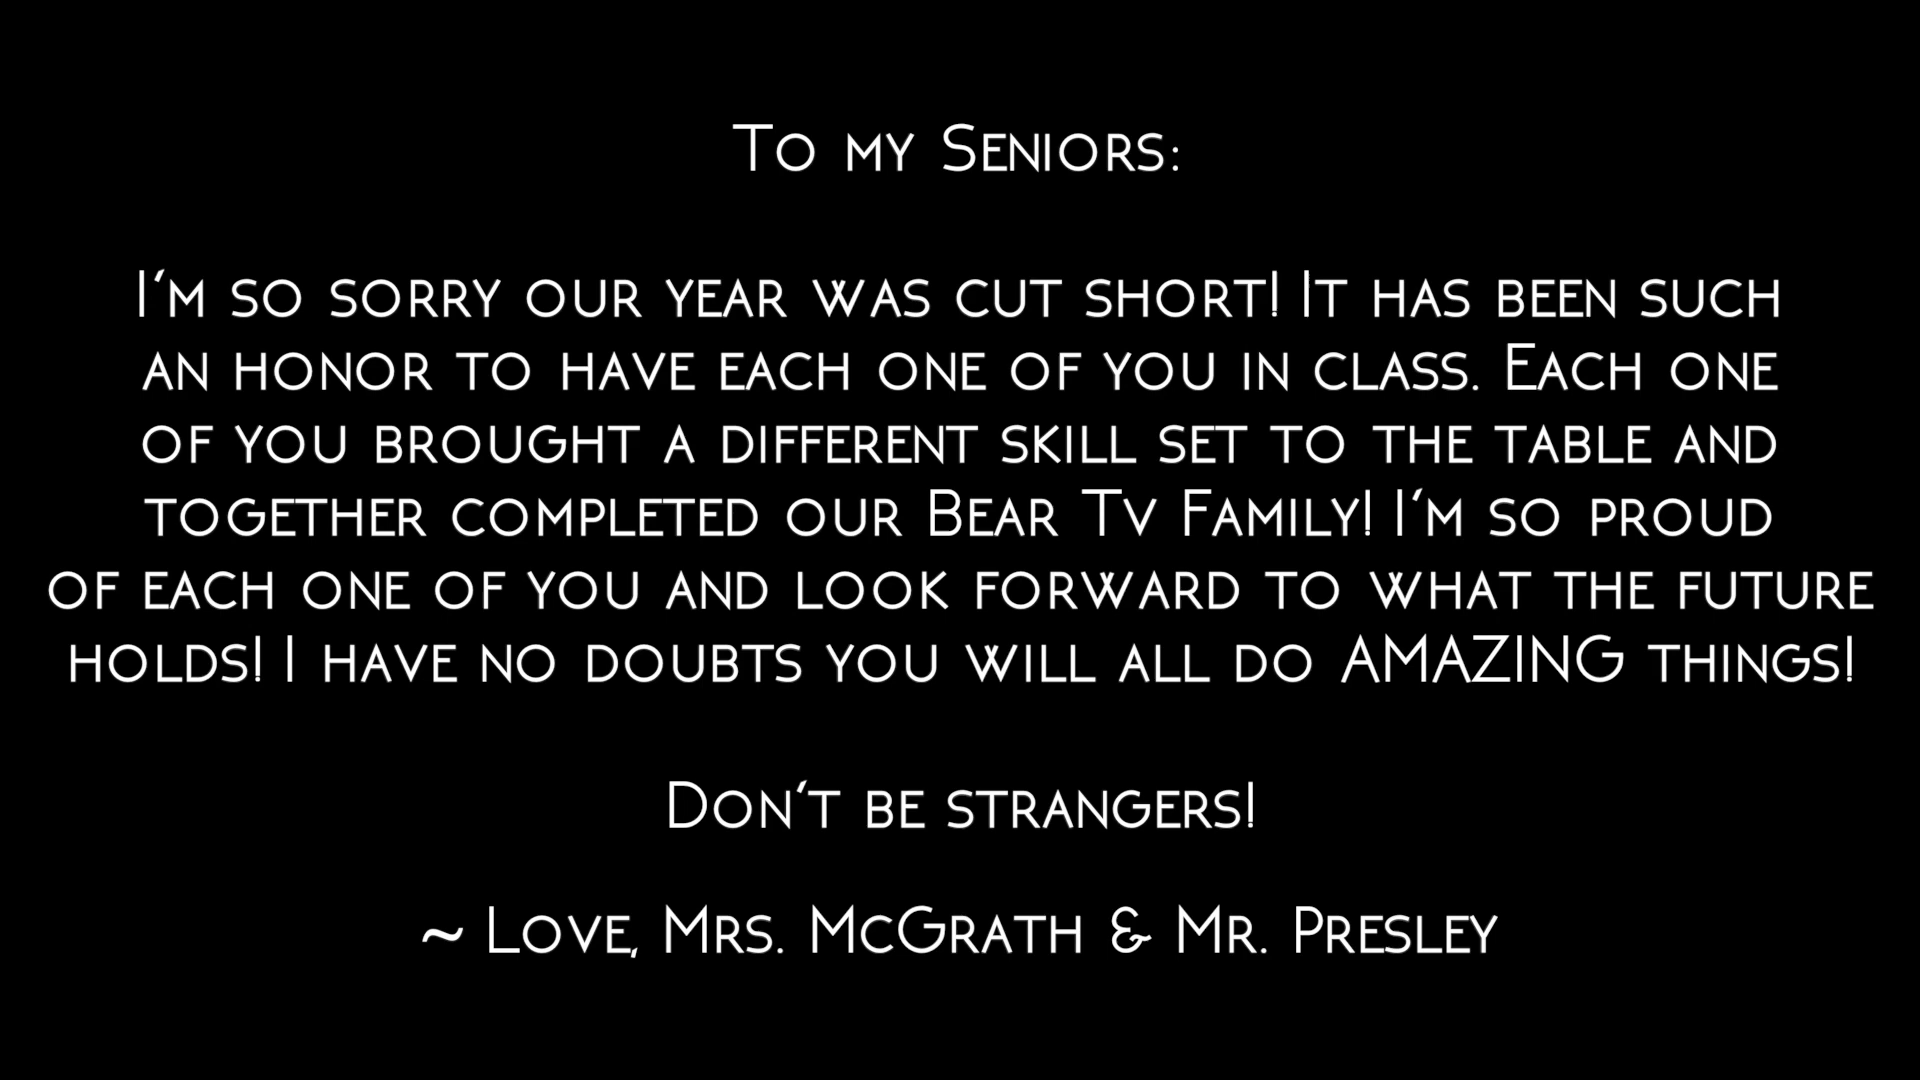 To my Seniors:
I'm so sorry our year was cut short! It has been such
an honor to have each one of you in class. Each one
of you brought a different skill set to the table and
together completed our Bear Tv Family! I'm so proud
of each one of you and look forward to what the future
holds! I have no doubts you will all do AMAZING things!
Don't be strangers!
~ Love, Mrs. McGrath & Mr. Presley